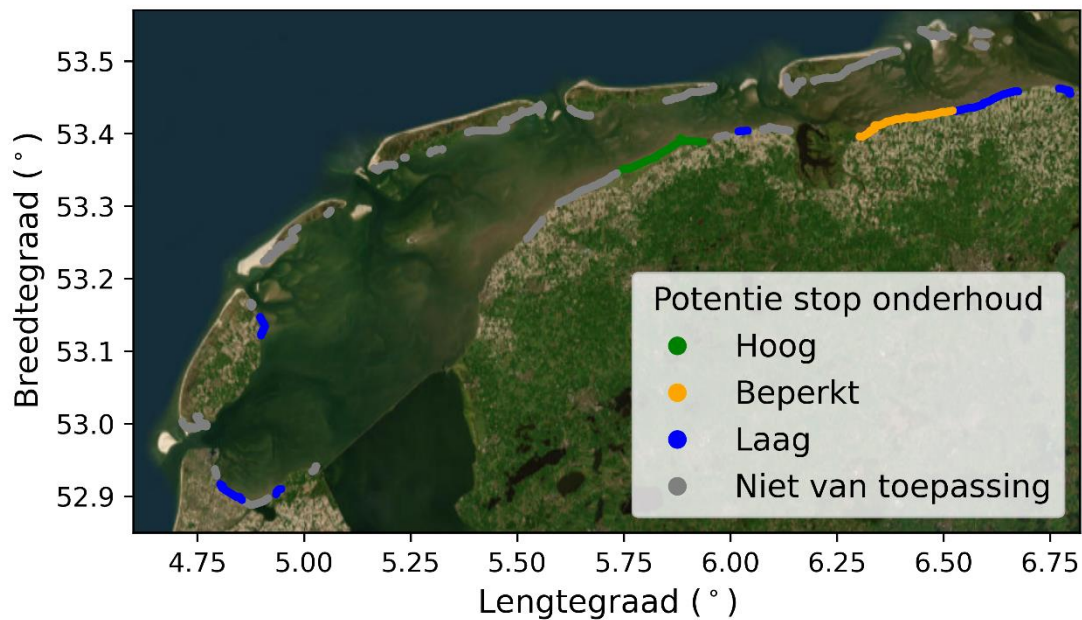 53.5
53.4
53.3
53.2
53.1
53.0
52.9
Breedtegraad (°)
Potentie stop onderhoud
Hoog
Beperkt
Laag
Niet van toepassing
4.75 5.00 5.25 5.50 5.75 6.00 6.25 6.50 6.75
Lengtegraad (°)